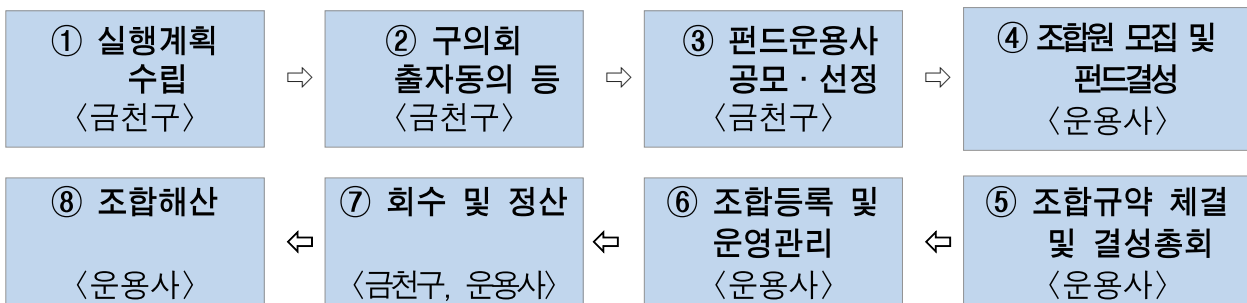 ① 실행계획
수립
〈금천구〉
⇨
② 구의회
출자동의 등
〈금천구〉
⇨
③ 펀드운용사
공모 · 선정
〈금천구〉
⇨
④ 조합원 모집 및
펀드결성
〈운용사〉
⑧ 조합해산
〈운용사〉
⇦
⑦ 회수 및 정산
〈금천구, 운용사〉
⇦
⑥ 조합등록 및
운영관리
〈운용사〉
⇦
⑤ 조합규약 체결
및 결성총회
〈운용사〉